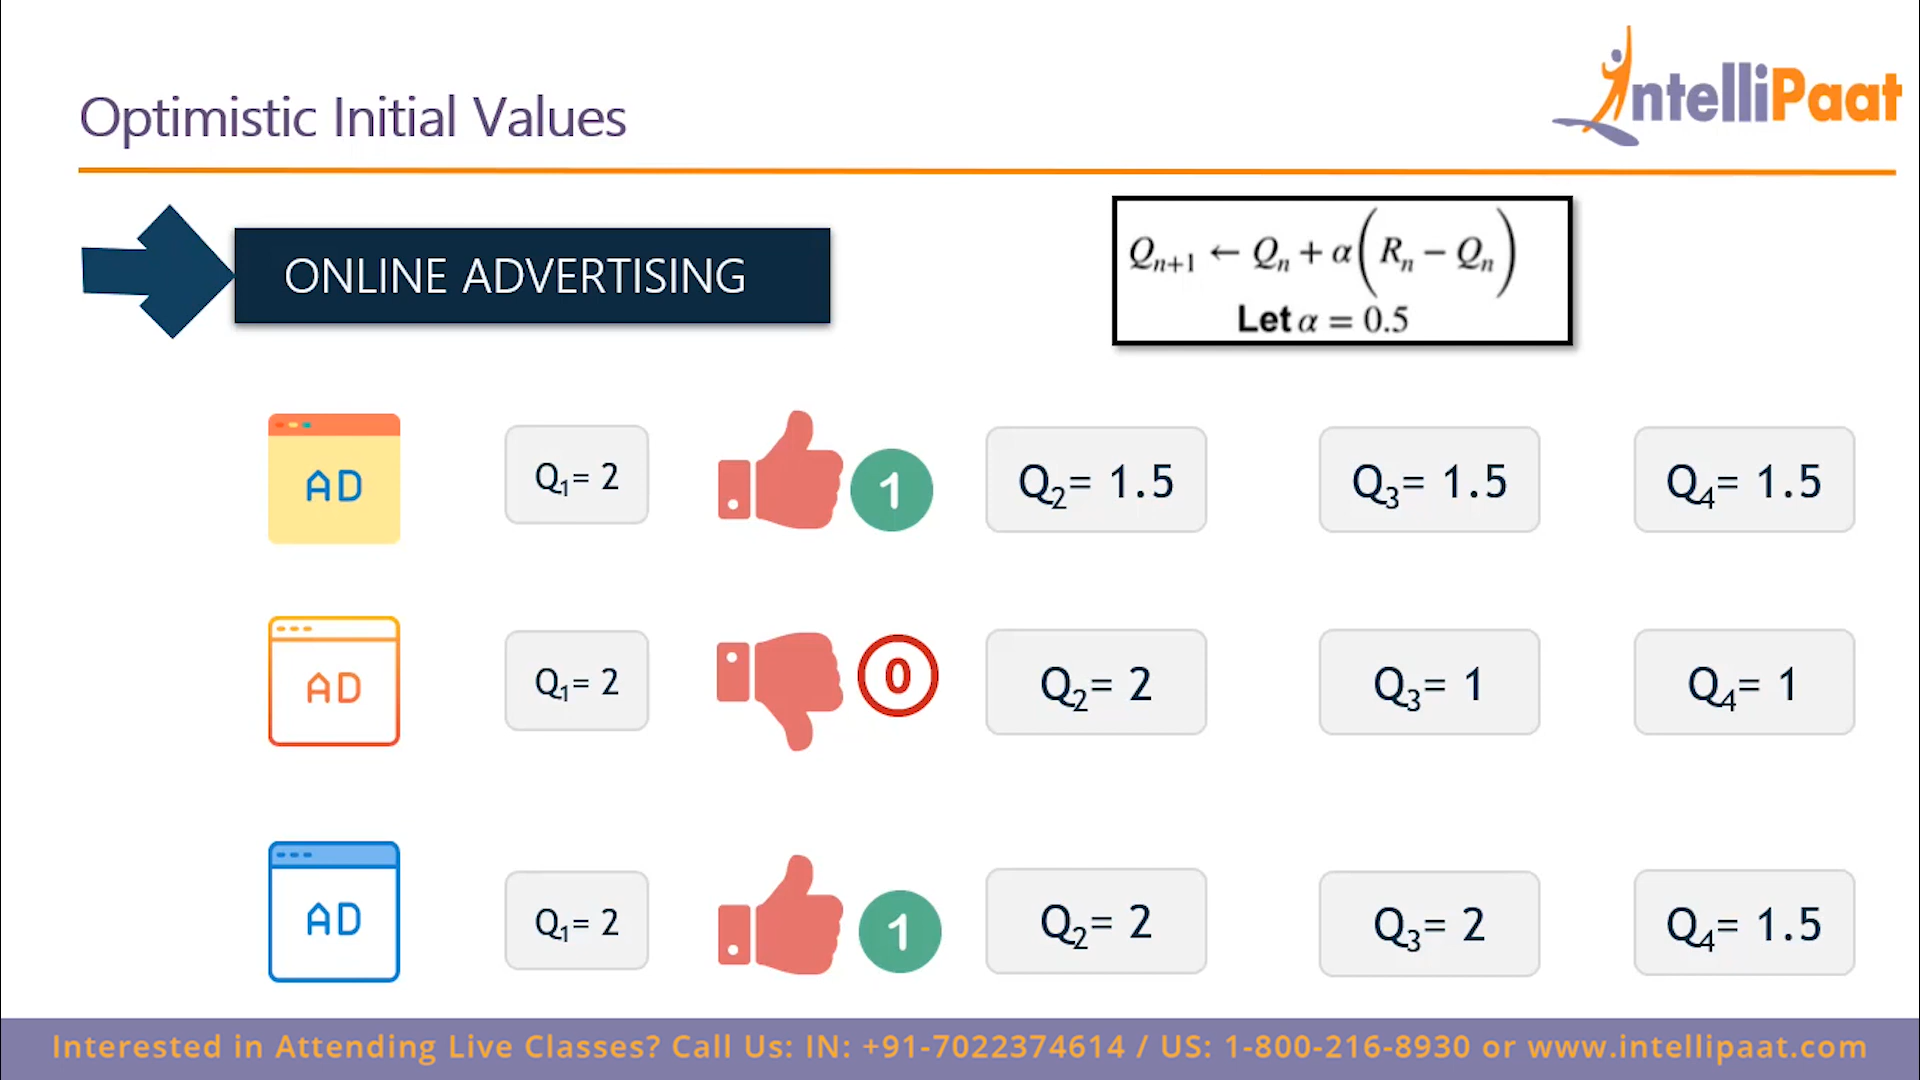 IntelliPaat
Optimistic Initial Values
ONLINE ADVERTISING
Qₙ₊₁ ← Qₙ + α(Rₙ − Qₙ)
Let α = 0.5
AD Q₁= 2 1 Q₂= 1.5 Q₃= 1.5 Q₄= 1.5
AD Q₁= 2 0 Q₂= 2 Q₃= 1 Q₄= 1
AD Q₁= 2 1 Q₂= 2 Q₃= 2 Q₄= 1.5
Interested in Attending Live Classes? Call Us: IN: +91-7022374614 / US: 1-800-216-8930 or www.intellipaat.com